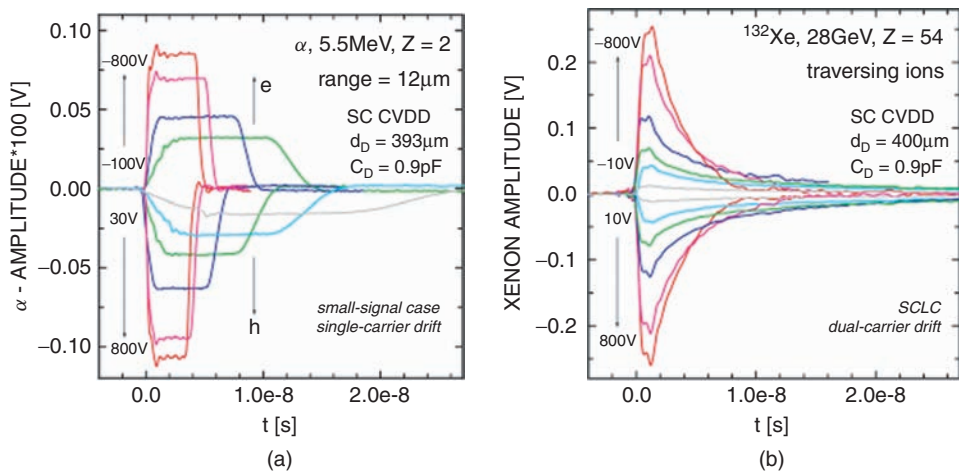 0.10
0.05
0.00
−0.05
−0.10
α - AMPLITUDE*100 [V]
α, 5.5MeV, Z = 2
range = 12μm
−800V
e
SC CVDD
d_D = 393μm
C_D = 0.9pF
−100V
30V
h
800V
small-signal case
single-carrier drift
0.0 1.0e-8 2.0e-8
t [s]
(a)
0.2
0.1
0.0
−0.1
−0.2
XENON AMPLITUDE [V]
¹³²Xe, 28GeV, Z = 54
traversing ions
−800V
SC CVDD
d_D = 400μm
C_D = 0.9pF
−10V
10V
800V
SCLC
dual-carrier drift
0.0 1.0e-8 2.0e-8
t [s]
(b)